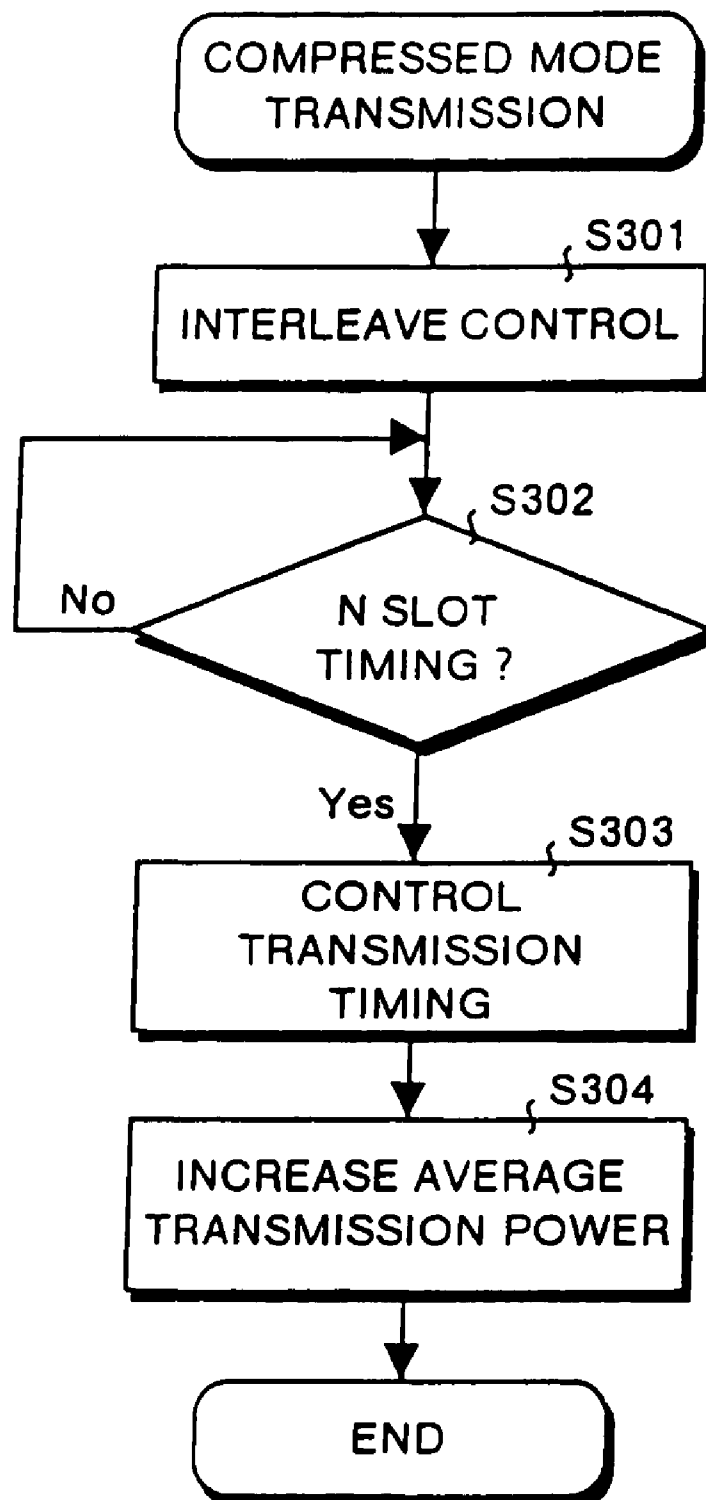 COMPRESSED MODE
TRANSMISSION
S301
INTERLEAVE CONTROL
S302
No
N SLOT
TIMING ?
Yes
S303
CONTROL
TRANSMISSION
TIMING
S304
INCREASE AVERAGE
TRANSMISSION POWER
END